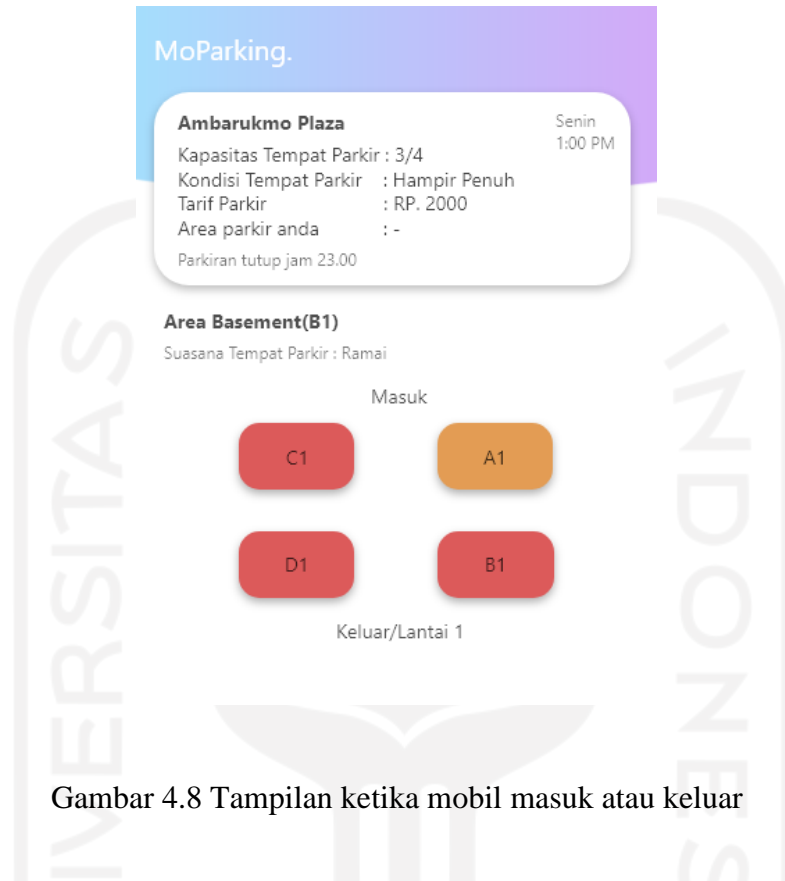 MoParking.
Ambarukmo Plaza
Senin
1:00 PM
Kapasitas Tempat Parkir : 3/4
Kondisi Tempat Parkir : Hampir Penuh
Tarif Parkir : RP. 2000
Area parkir anda : -
Parkiran tutup jam 23.00
Area Basement(B1)
Suasana Tempat Parkir : Ramai
Masuk
C1 A1
D1 B1
Keluar/Lantai 1
Gambar 4.8 Tampilan ketika mobil masuk atau keluar